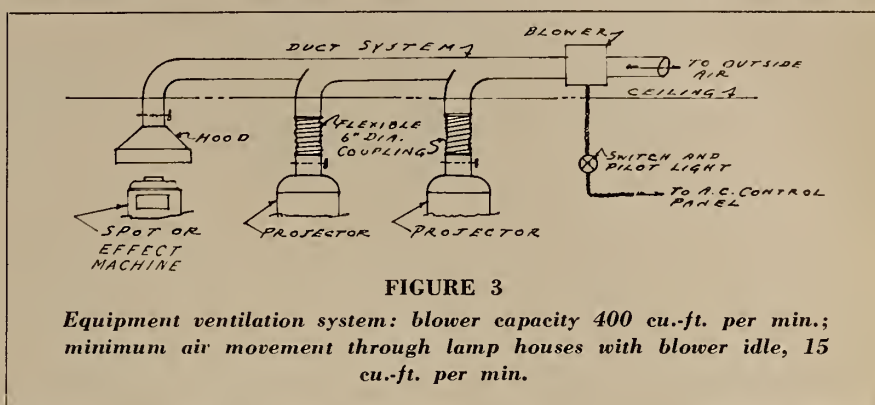 BLOWER
DUCT SYSTEM
TO OUTSIDE
AIR
CEILING
HOOD
FLEXIBLE
6" DIA.
COUPLINGS
SWITCH AND
PILOT LIGHT
TO A.C. CONTROL
PANEL
SPOT OR
EFFECT
MACHINE
PROJECTOR
PROJECTOR
FIGURE 3
Equipment ventilation system: blower capacity 400 cu.-ft. per min.;
minimum air movement through lamp houses with blower idle, 15
cu.-ft. per min.